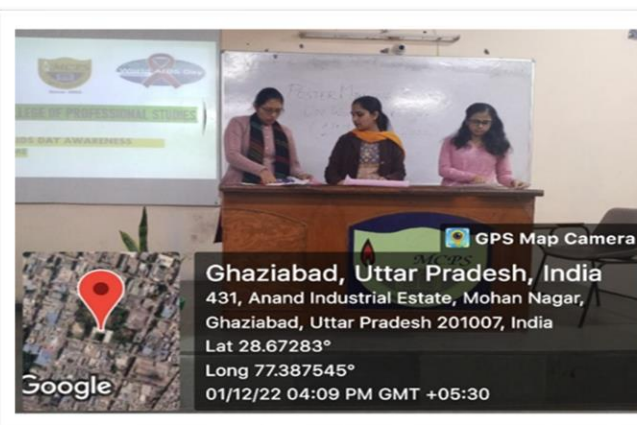 LEGE OF PROFESSIONAL STUDIES
IDS DAT AWARENESS
MCPS
GPS Map Camera
Ghaziabad, Uttar Pradesh, India
431, Anand Industrial Estate, Mohan Nagar,
Ghaziabad, Uttar Pradesh 201007, India
Lat 28.67283°
Long 77.387545°
01/12/22 04:09 PM GMT +05:30
Google